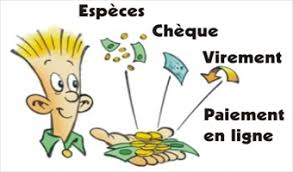 Espèces
Chèque
Virement
Paiement
en ligne